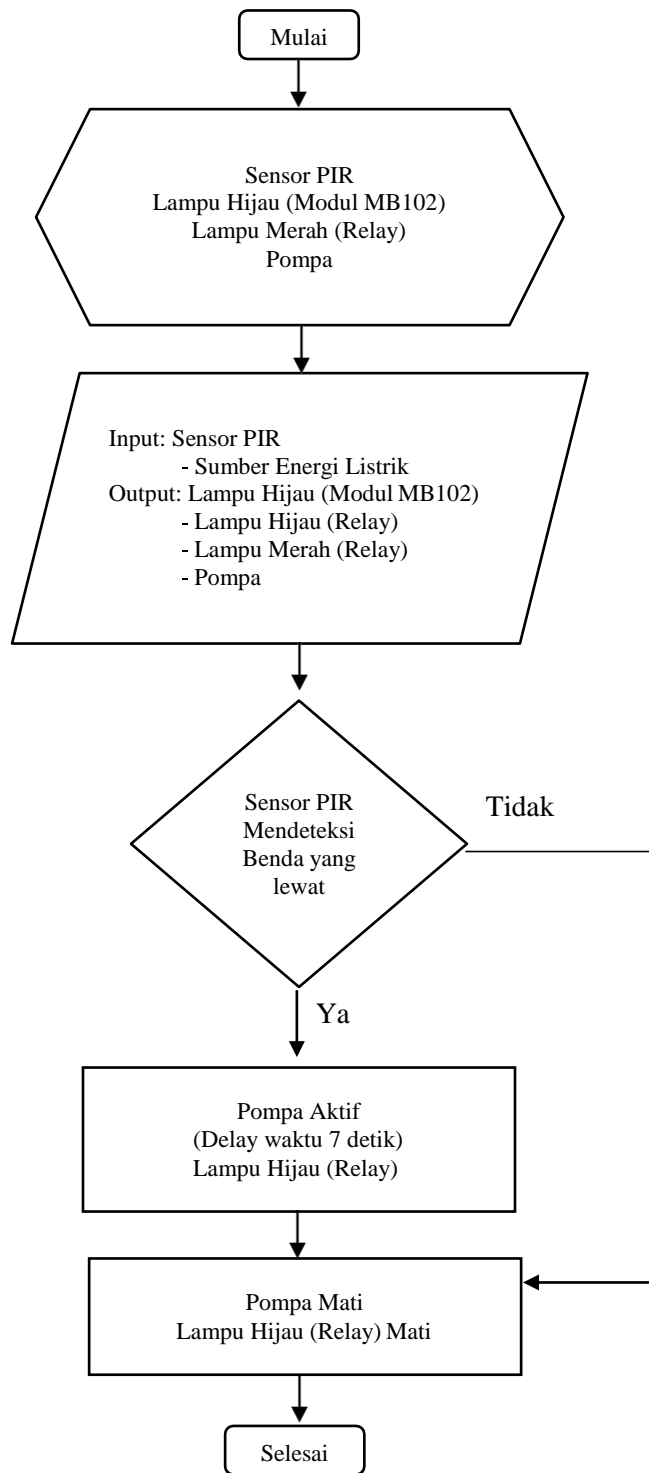 Mulai
Sensor PIR
Lampu Hijau (Modul MB102)
Lampu Merah (Relay)
Pompa
Input: Sensor PIR
- Sumber Energi Listrik
Output: Lampu Hijau (Modul MB102)
- Lampu Hijau (Relay)
- Lampu Merah (Relay)
- Pompa
Sensor PIR
Mendeteksi
Benda yang
lewat
Tidak
Ya
Pompa Aktif
(Delay waktu 7 detik)
Lampu Hijau (Relay)
Pompa Mati
Lampu Hijau (Relay) Mati
Selesai